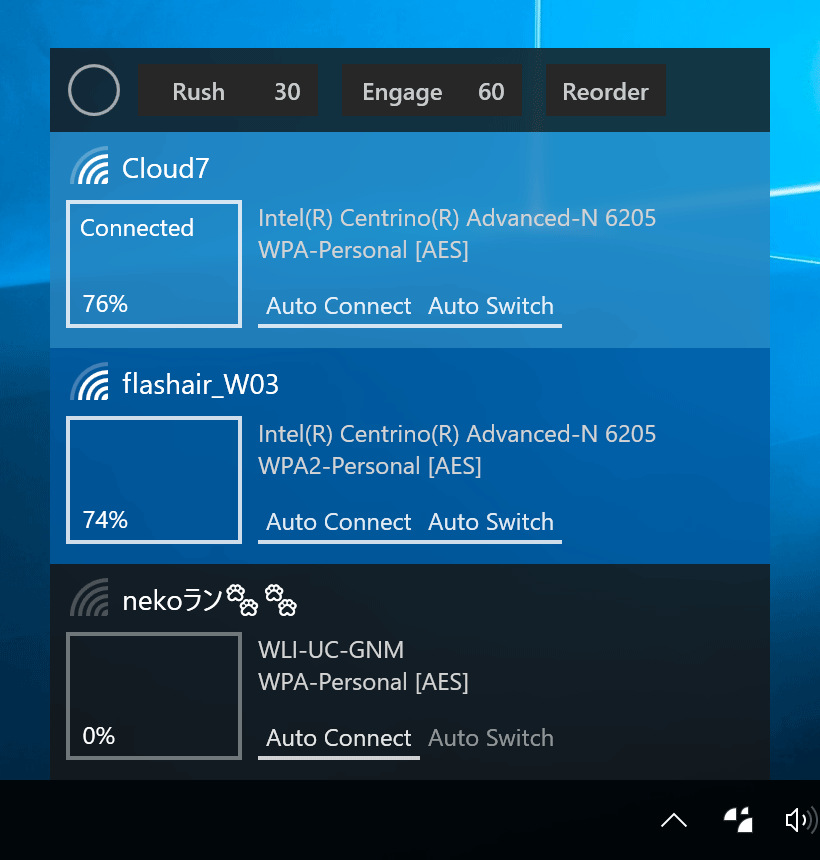 Rush 30 Engage 60 Reorder
Cloud7
Connected
76%
Intel(R) Centrino(R) Advanced-N 6205
WPA-Personal [AES]
Auto Connect Auto Switch
flashair_W03
74%
Intel(R) Centrino(R) Advanced-N 6205
WPA2-Personal [AES]
Auto Connect Auto Switch
nekoラン🐾🐾
0%
WLI-UC-GNM
WPA-Personal [AES]
Auto Connect Auto Switch